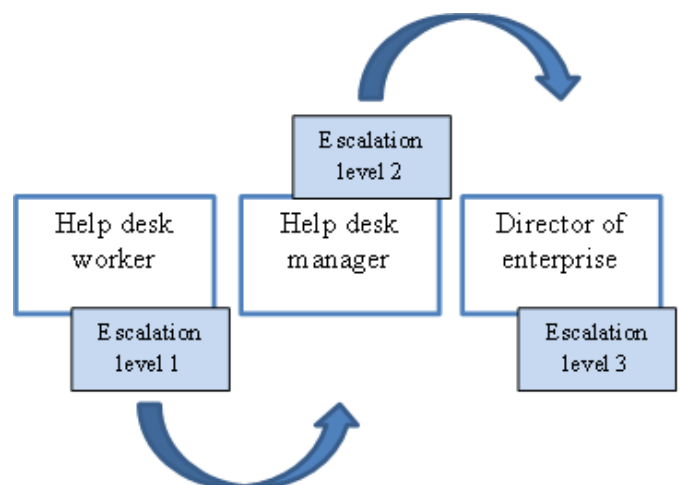 Escalation
level 2
Help desk
worker
Help desk
manager
Director of
enterprise
Escalation
level 1
Escalation
level 3